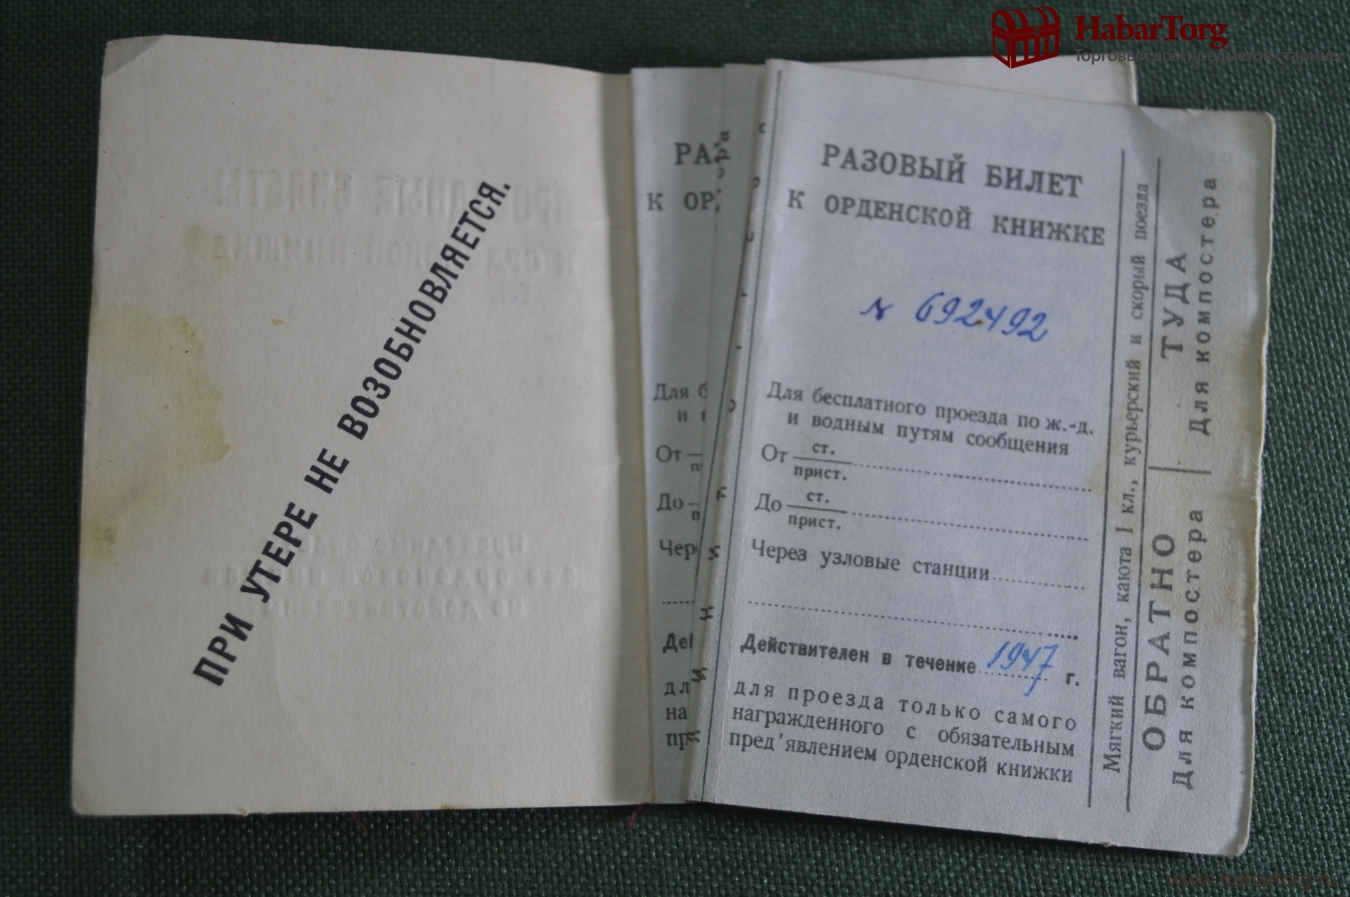 HabarTorg
ПРИ УТЕРЕ НЕ ВОЗОБНОВЛЯЕТСЯ.
РАЗОВЫЙ БИЛЕТ
К ОРДЕНСКОЙ КНИЖКЕ
№ 692492
Для бесплатного проезда по ж.-д.
и водным путям сообщения
От ст.
прист.
До ст.
прист.
Через узловые станции
Действителен в течение 1947 г.
для проезда только самого
награжденного с обязательным
пред'явлением орденской книжки
Мягкий вагон, каюта I кл., курьерский и скорый поезда
ОБРАТНО ТУДА
Для компостера Для компостера